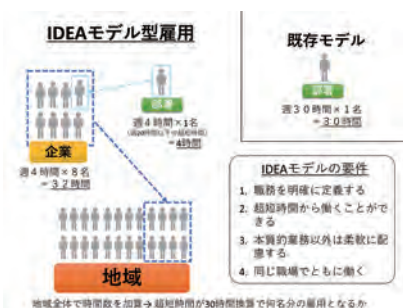 IDEAモデル型雇用
部署
週4時間×1名
=4時間
企業
週4時間×8名
=32時間
地域
既存モデル
部署
週30時間×1名
=30時間
IDEAモデルの要件
1. 職務を明確に定義する
2. 超短時間から働くことがで
きる
3. 本質的業務以外は柔軟に配
慮する
4. 同じ職場でともに働く
地域全体で時間数を加算→超短時間が30時間換算で何名分の雇用となるか